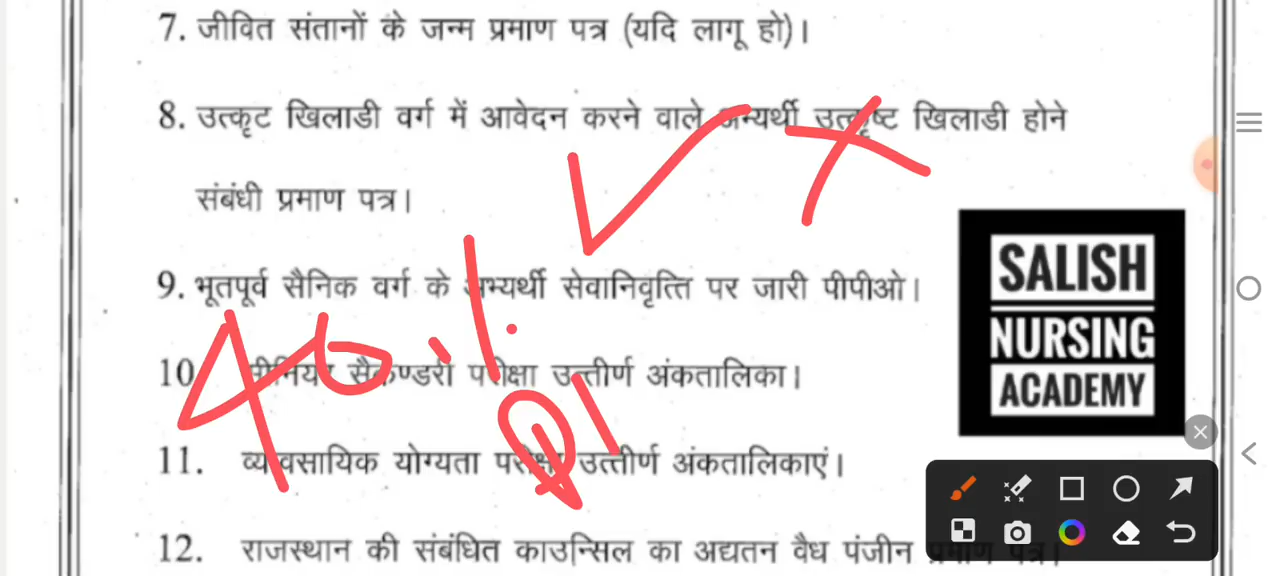 7. जीवित संतानों के जन्म प्रमाण पत्र (यदि लागू हो)।
8. उत्कृट खिलाडी वर्ग में आवेदन करने वाले अभ्यर्थी उत्कृष्ट खिलाडी होने
संबंधी प्रमाण पत्र।
9. भूतपूर्व सैनिक वर्ग के अभ्यर्थी सेवानिवृत्ति पर जारी पीपीओ।
10. सीनियर सैकण्डरी परीक्षा उत्तीर्ण अंकतालिका।
11. व्यावसायिक योग्यता परीक्षा उत्तीर्ण अंकतालिकाएं।
12. राजस्थान की संबंधित काउन्सिल का अद्यतन वैध पंजीन प्रमाण पत्र।
SALISH
NURSING
ACADEMY